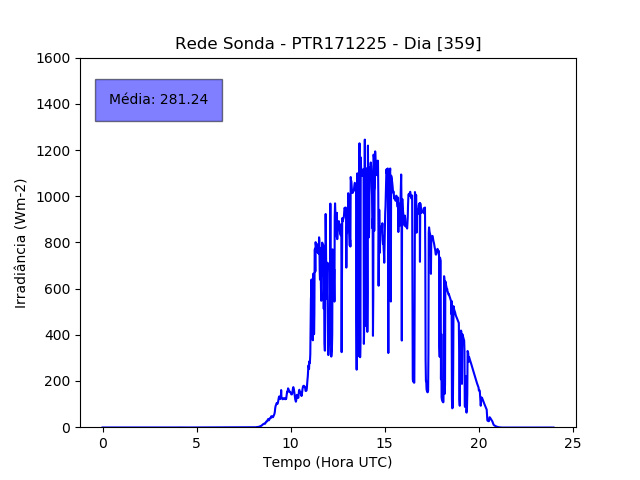 Rede Sonda - PTR171225 - Dia [359]
1600
1400
1200
1000
800
600
400
200
0
Média: 281.24
Irradiância (Wm-2)
0 5 10 15 20 25
Tempo (Hora UTC)